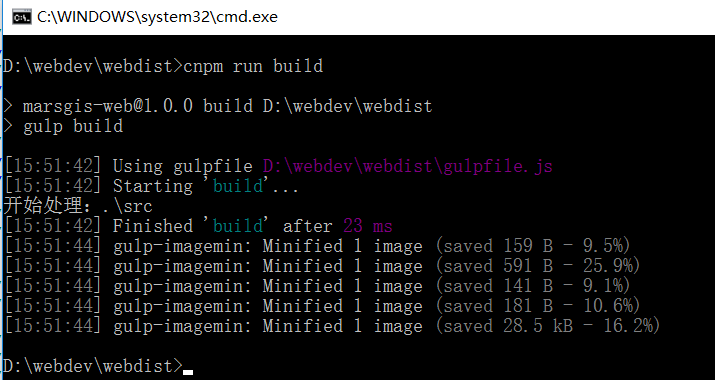 C:\WINDOWS\system32\cmd.exe
D:\webdev\webdist>cnpm run build
> marsgis-web@1.0.0 build D:\webdev\webdist
> gulp build
[15:51:42] Using gulpfile D:\webdev\webdist\gulpfile.js
[15:51:42] Starting 'build'...
开始处理：.\src
[15:51:42] Finished 'build' after 23 ms
[15:51:44] gulp-imagemin: Minified 1 image (saved 159 B - 9.5%)
[15:51:44] gulp-imagemin: Minified 1 image (saved 591 B - 25.9%)
[15:51:44] gulp-imagemin: Minified 1 image (saved 141 B - 9.1%)
[15:51:44] gulp-imagemin: Minified 1 image (saved 181 B - 10.6%)
[15:51:44] gulp-imagemin: Minified 1 image (saved 28.5 kB - 16.2%)
D:\webdev\webdist>